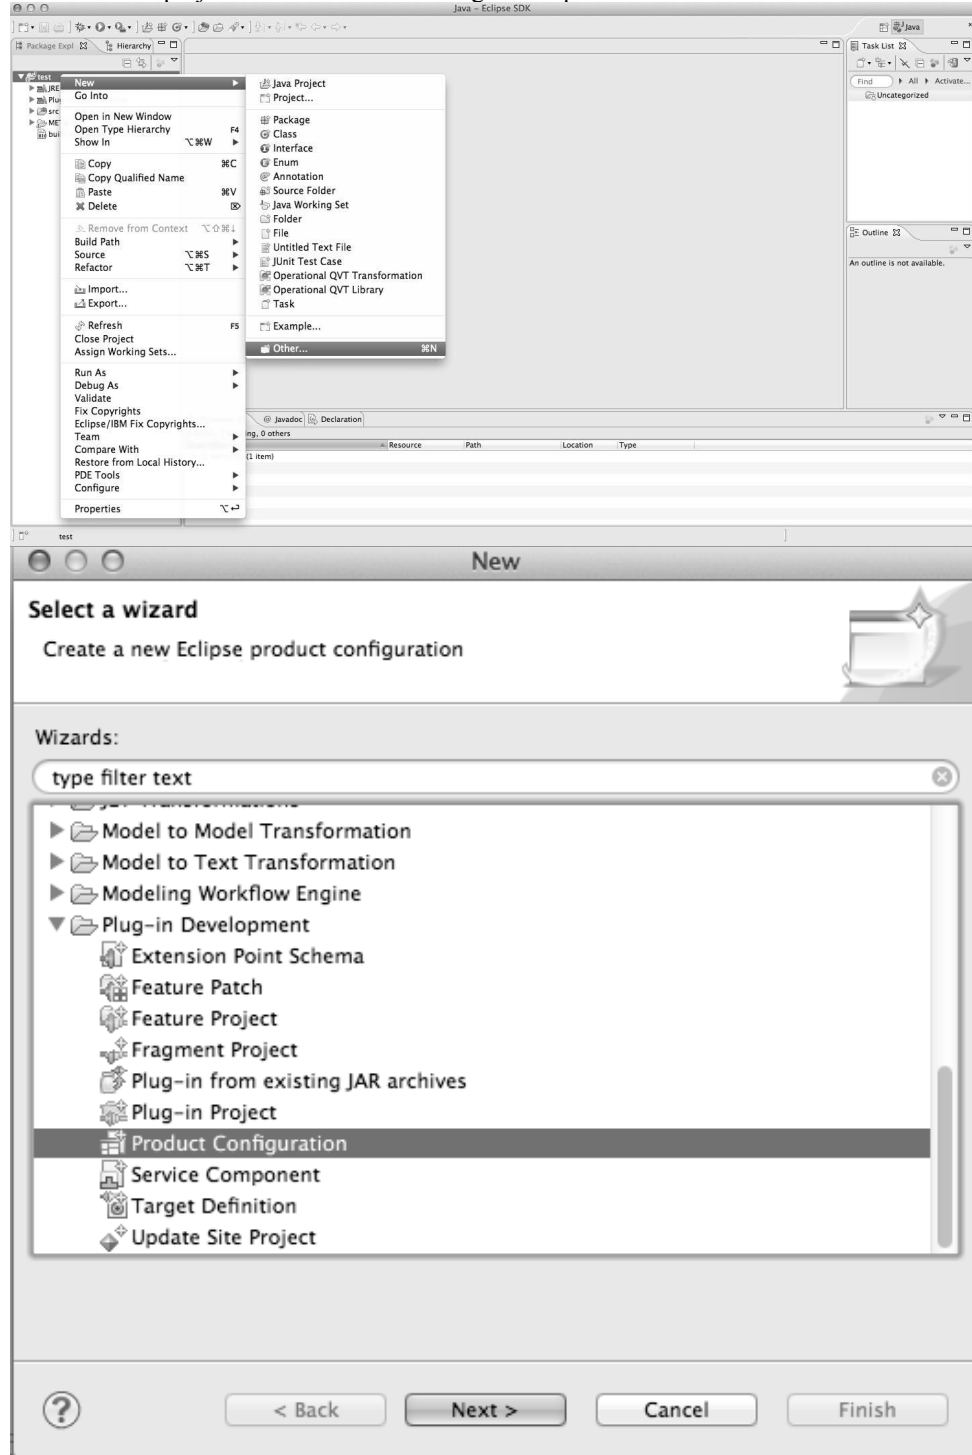 Java – Eclipse SDK
Java
Package Expl
Hierarchy
Task List
Find
All
Activate...
Uncategorized
test
JRE
Plu
src
ME
bui
New
Go Into
Open in New Window
Open Type Hierarchy F4
Show In ⌥⌘W
Copy ⌘C
Copy Qualified Name
Paste ⌘V
Delete ⌦
Remove from Context ⌥⇧⌘↓
Build Path
Source ⌥⌘S
Refactor ⌥⌘T
Import...
Export...
Refresh F5
Close Project
Assign Working Sets...
Run As
Debug As
Validate
Fix Copyrights
Eclipse/IBM Fix Copyrights...
Team
Compare With
Restore from Local History...
PDE Tools
Configure
Properties ⌥↩
Java Project
Project...
Package
Class
Interface
Enum
Annotation
Source Folder
Java Working Set
Folder
File
Untitled Text File
JUnit Test Case
Operational QVT Transformation
Operational QVT Library
Task
Example...
Other... ⌘N
Outline
An outline is not available.
@ Javadoc Declaration
ng, 0 others
Resource Path Location Type
(1 item)
test
New
Select a wizard
Create a new Eclipse product configuration
Wizards:
type filter text
Model to Model Transformation
Model to Text Transformation
Modeling Workflow Engine
Plug-in Development
Extension Point Schema
Feature Patch
Feature Project
Fragment Project
Plug-in from existing JAR archives
Plug-in Project
Product Configuration
Service Component
Target Definition
Update Site Project
?
< Back Next > Cancel Finish